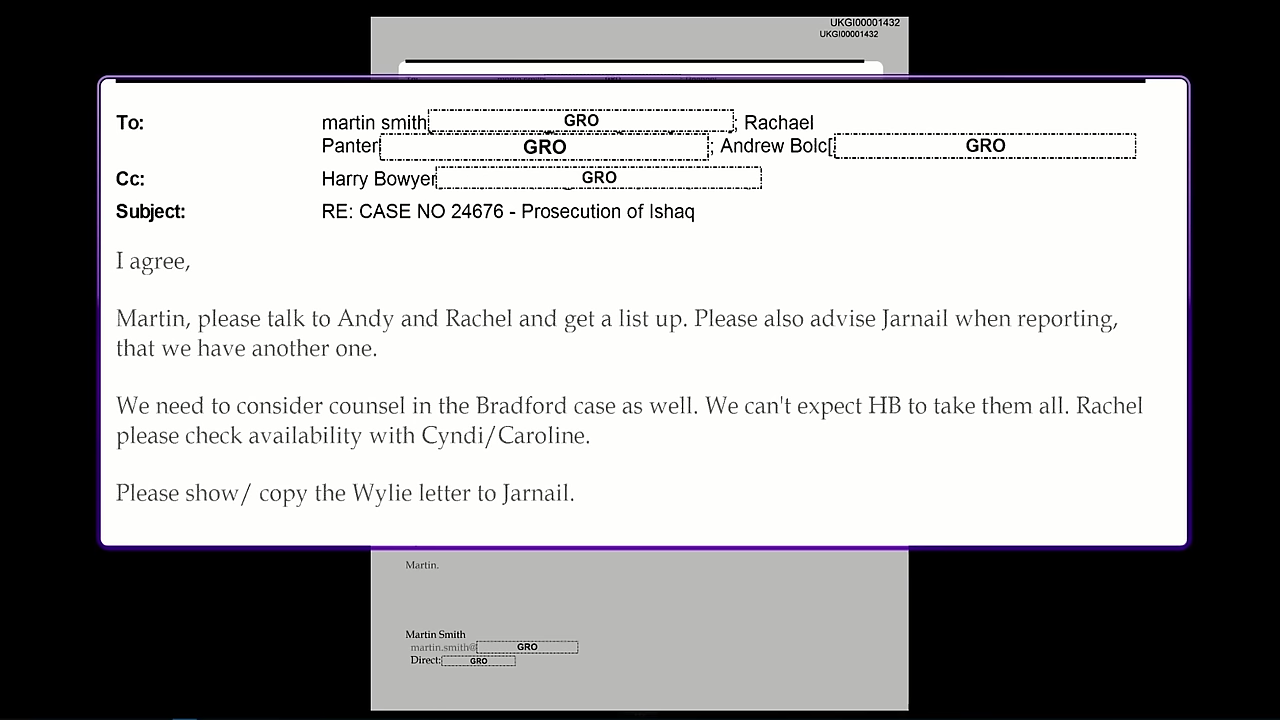 UKGI00001432
UKGI00001432
To: martin smith GRO ; Rachael
Panter GRO ; Andrew Bolc[ GRO
Cc: Harry Bowyer GRO
Subject: RE: CASE NO 24676 - Prosecution of Ishaq
I agree,
Martin, please talk to Andy and Rachel and get a list up. Please also advise Jarnail when reporting,
that we have another one.
We need to consider counsel in the Bradford case as well. We can't expect HB to take them all. Rachel
please check availability with Cyndi/Caroline.
Please show/ copy the Wylie letter to Jarnail.
Martin.
Martin Smith
martin.smith@ GRO
Direct: GRO